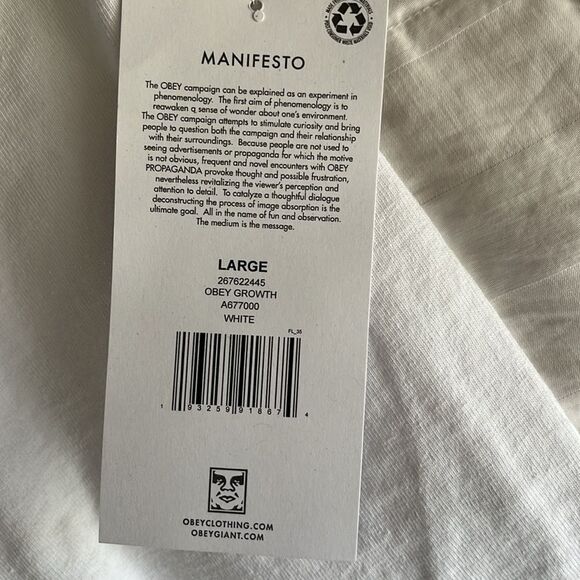 MANIFESTO
The OBEY campaign can be explained as an experiment in
phenomenology. The first aim of phenomenology is to
reawaken a sense of wonder about one's environment.
The OBEY campaign attempts to stimulate curiosity and bring
people to question both the campaign and their relationship
with their surroundings. Because people are not used to
seeing advertisements or propaganda for which the motive
is not obvious, frequent and novel encounters with OBEY
PROPAGANDA provoke thought and possible frustration,
nevertheless revitalizing the viewer's perception and
attention to detail. To catalyze a thoughtful dialogue
deconstructing the process of image absorption is the
ultimate goal. All in the name of fun and observation.
The medium is the message.
LARGE
267622445
OBEY GROWTH
A677000
WHITE
FL_35
1 93259 91867 4
OBEYCLOTHING.COM
OBEYGIANT.COM